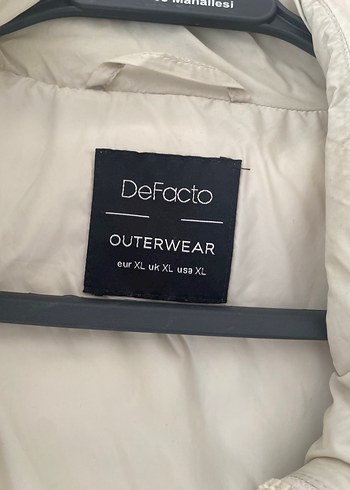 Mahallesi
DeFacto
OUTERWEAR
eur XL uk XL usa XL